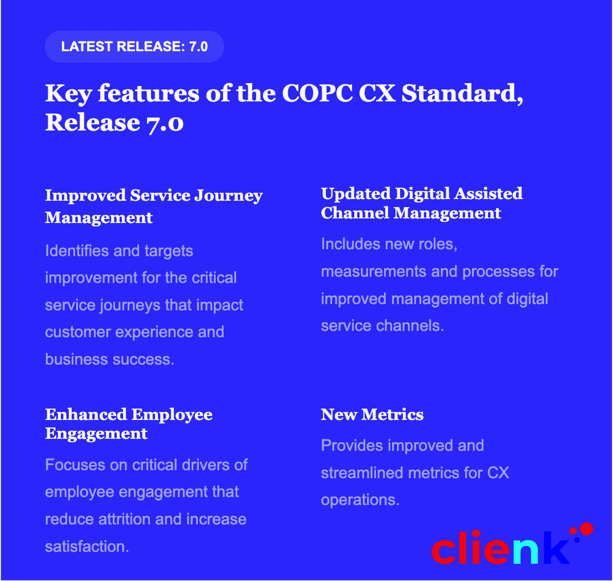 LATEST RELEASE: 7.0
Key features of the COPC CX Standard,
Release 7.0
Improved Service Journey
Management
Identifies and targets
improvement for the critical
service journeys that impact
customer experience and
business success.
Updated Digital Assisted
Channel Management
Includes new roles,
measurements and processes for
improved management of digital
service channels.
Enhanced Employee
Engagement
Focuses on critical drivers of
employee engagement that
reduce attrition and increase
satisfaction.
New Metrics
Provides improved and
streamlined metrics for CX
operations.
clienk